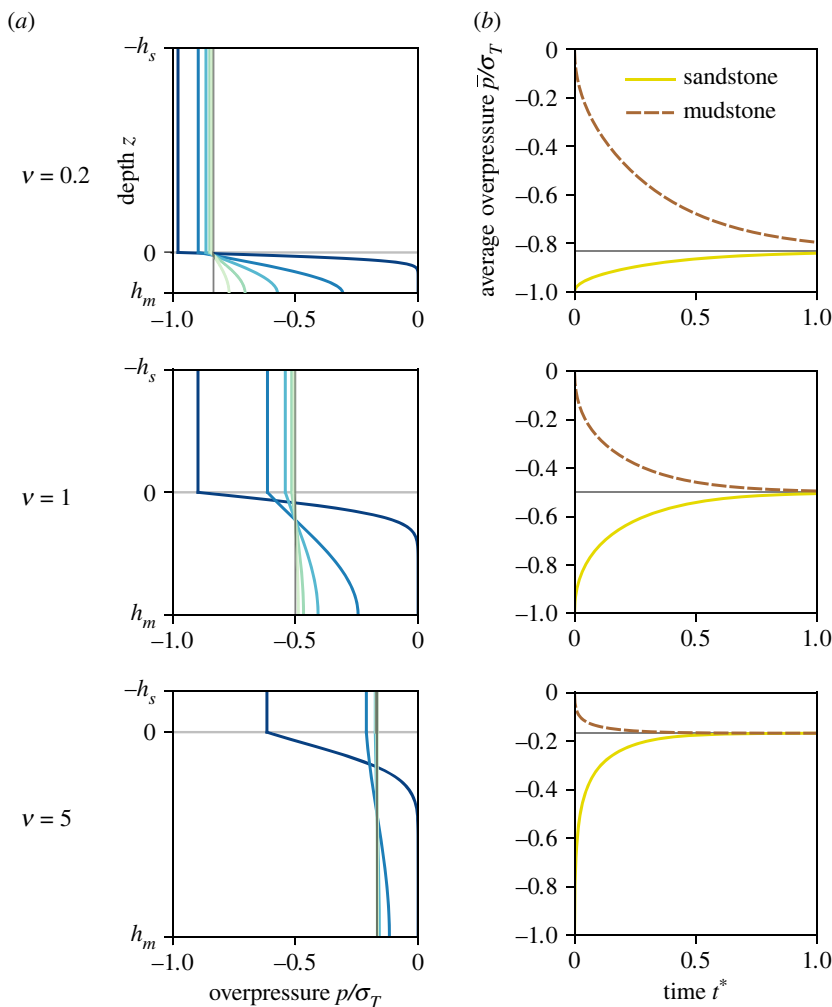 (a)
(b)
ν = 0.2
depth z
–h_s
0
h_m
–1.0
–0.5
0
average overpressure p̅/σ_T
0
–0.2
–0.4
–0.6
–0.8
–1.0
0
0.5
1.0
sandstone
mudstone
ν = 1
–h_s
0
h_m
–1.0
–0.5
0
0
–0.2
–0.4
–0.6
–0.8
–1.0
0
0.5
1.0
ν = 5
–h_s
0
h_m
–1.0
–0.5
0
overpressure p/σ_T
0
–0.2
–0.4
–0.6
–0.8
–1.0
0
0.5
1.0
time t*